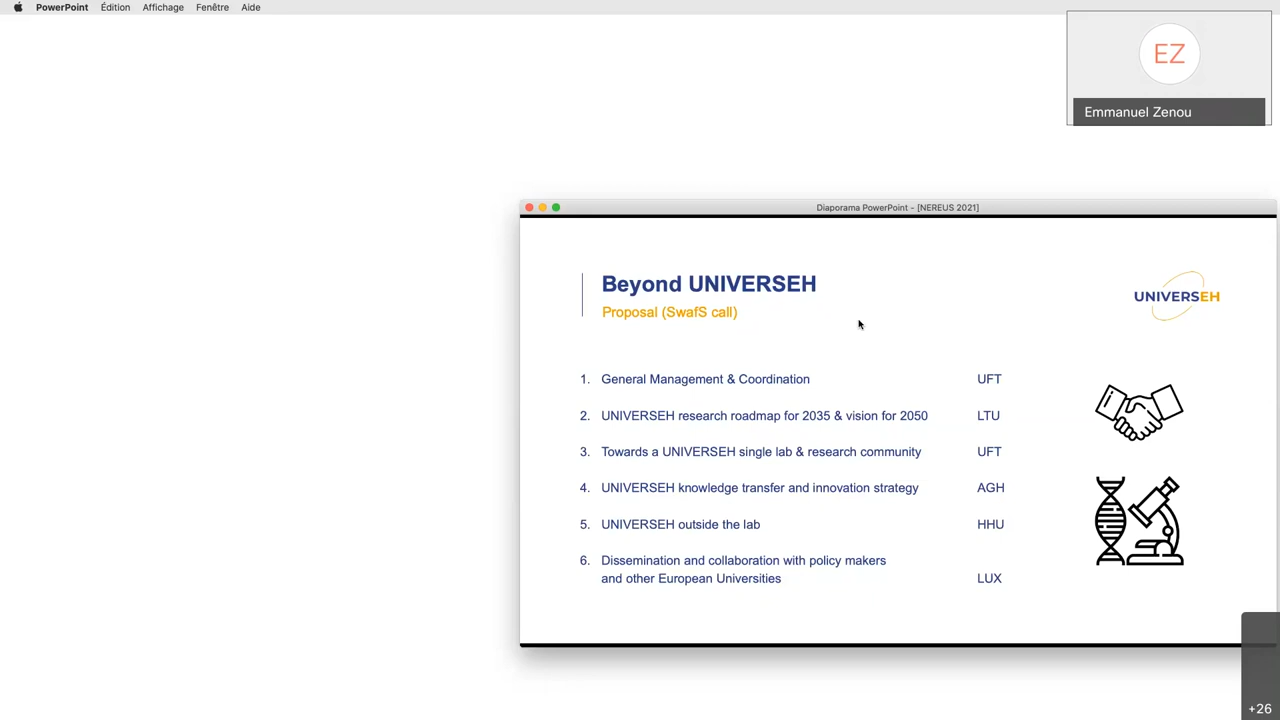 PowerPoint Édition Affichage Fenêtre Aide
EZ
Emmanuel Zenou
Diaporama PowerPoint - [NEREUS 2021]
Beyond UNIVERSEH
Proposal (SwafS call)
UNIVERSEH
1. General Management & Coordination UFT
2. UNIVERSEH research roadmap for 2035 & vision for 2050 LTU
3. Towards a UNIVERSEH single lab & research community UFT
4. UNIVERSEH knowledge transfer and innovation strategy AGH
5. UNIVERSEH outside the lab HHU
6. Dissemination and collaboration with policy makers
and other European Universities LUX
+26